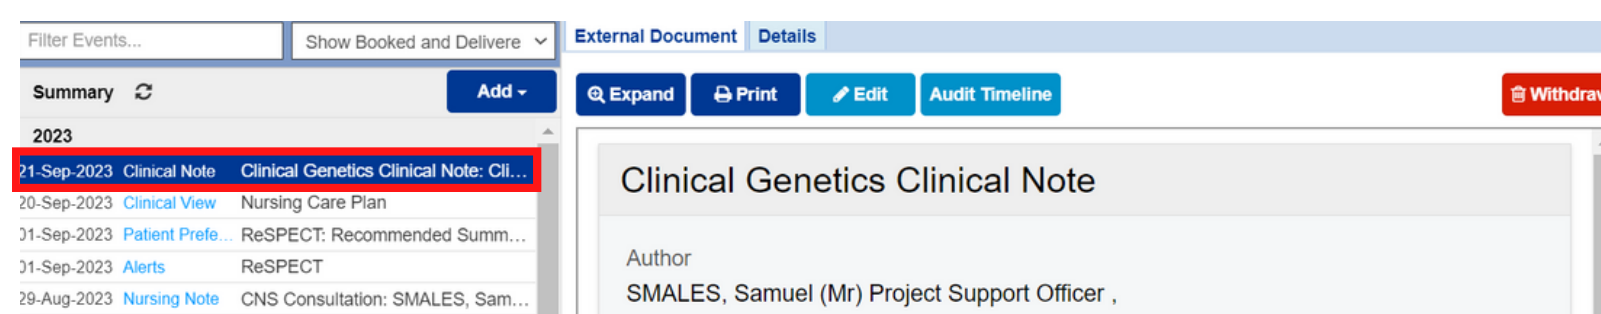 Filter Events...
Show Booked and Delivere
Summary
Add
2023
21-Sep-2023 Clinical Note Clinical Genetics Clinical Note: Cli...
20-Sep-2023 Clinical View Nursing Care Plan
01-Sep-2023 Patient Prefe... ReSPECT: Recommended Summ...
01-Sep-2023 Alerts ReSPECT
29-Aug-2023 Nursing Note CNS Consultation: SMALES, Sam...
External Document Details
Expand Print Edit Audit Timeline Withdraw
Clinical Genetics Clinical Note
Author
SMALES, Samuel (Mr) Project Support Officer ,